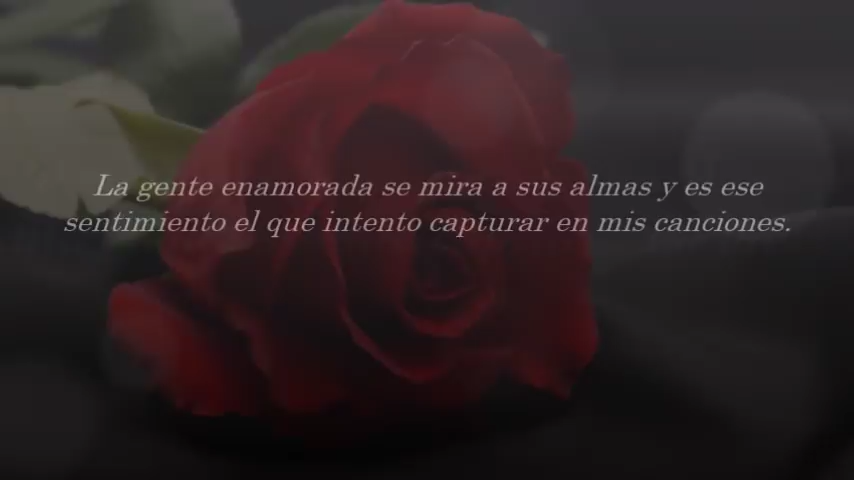 La gente enamorada se mira a sus almas y es ese
sentimiento el que intento capturar en mis canciones.